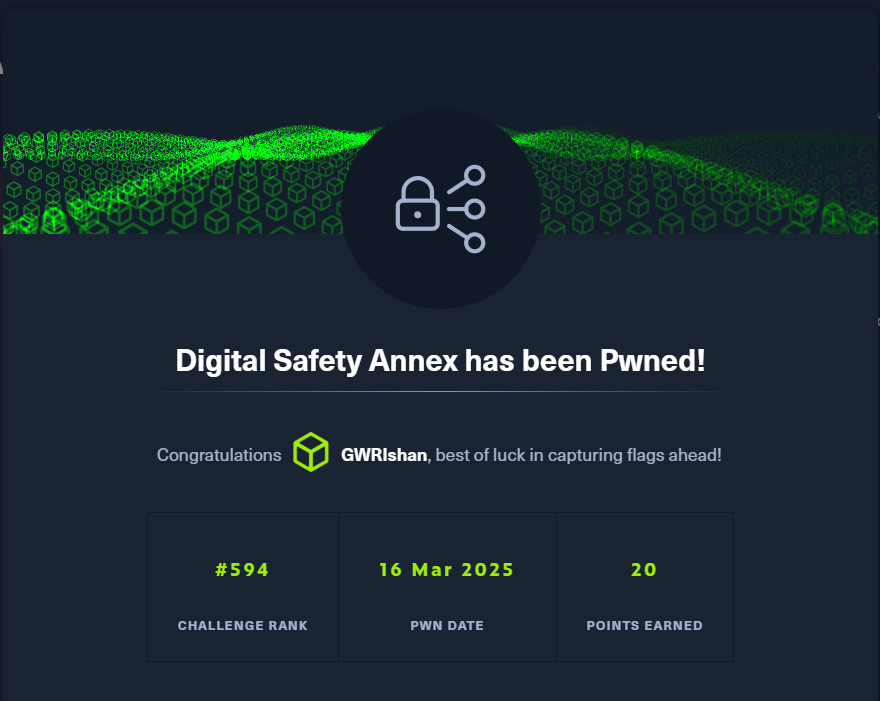 Digital Safety Annex has been Pwned!
Congratulations GWRIshan, best of luck in capturing flags ahead!
#594 16 Mar 2025 20
CHALLENGE RANK PWN DATE POINTS EARNED